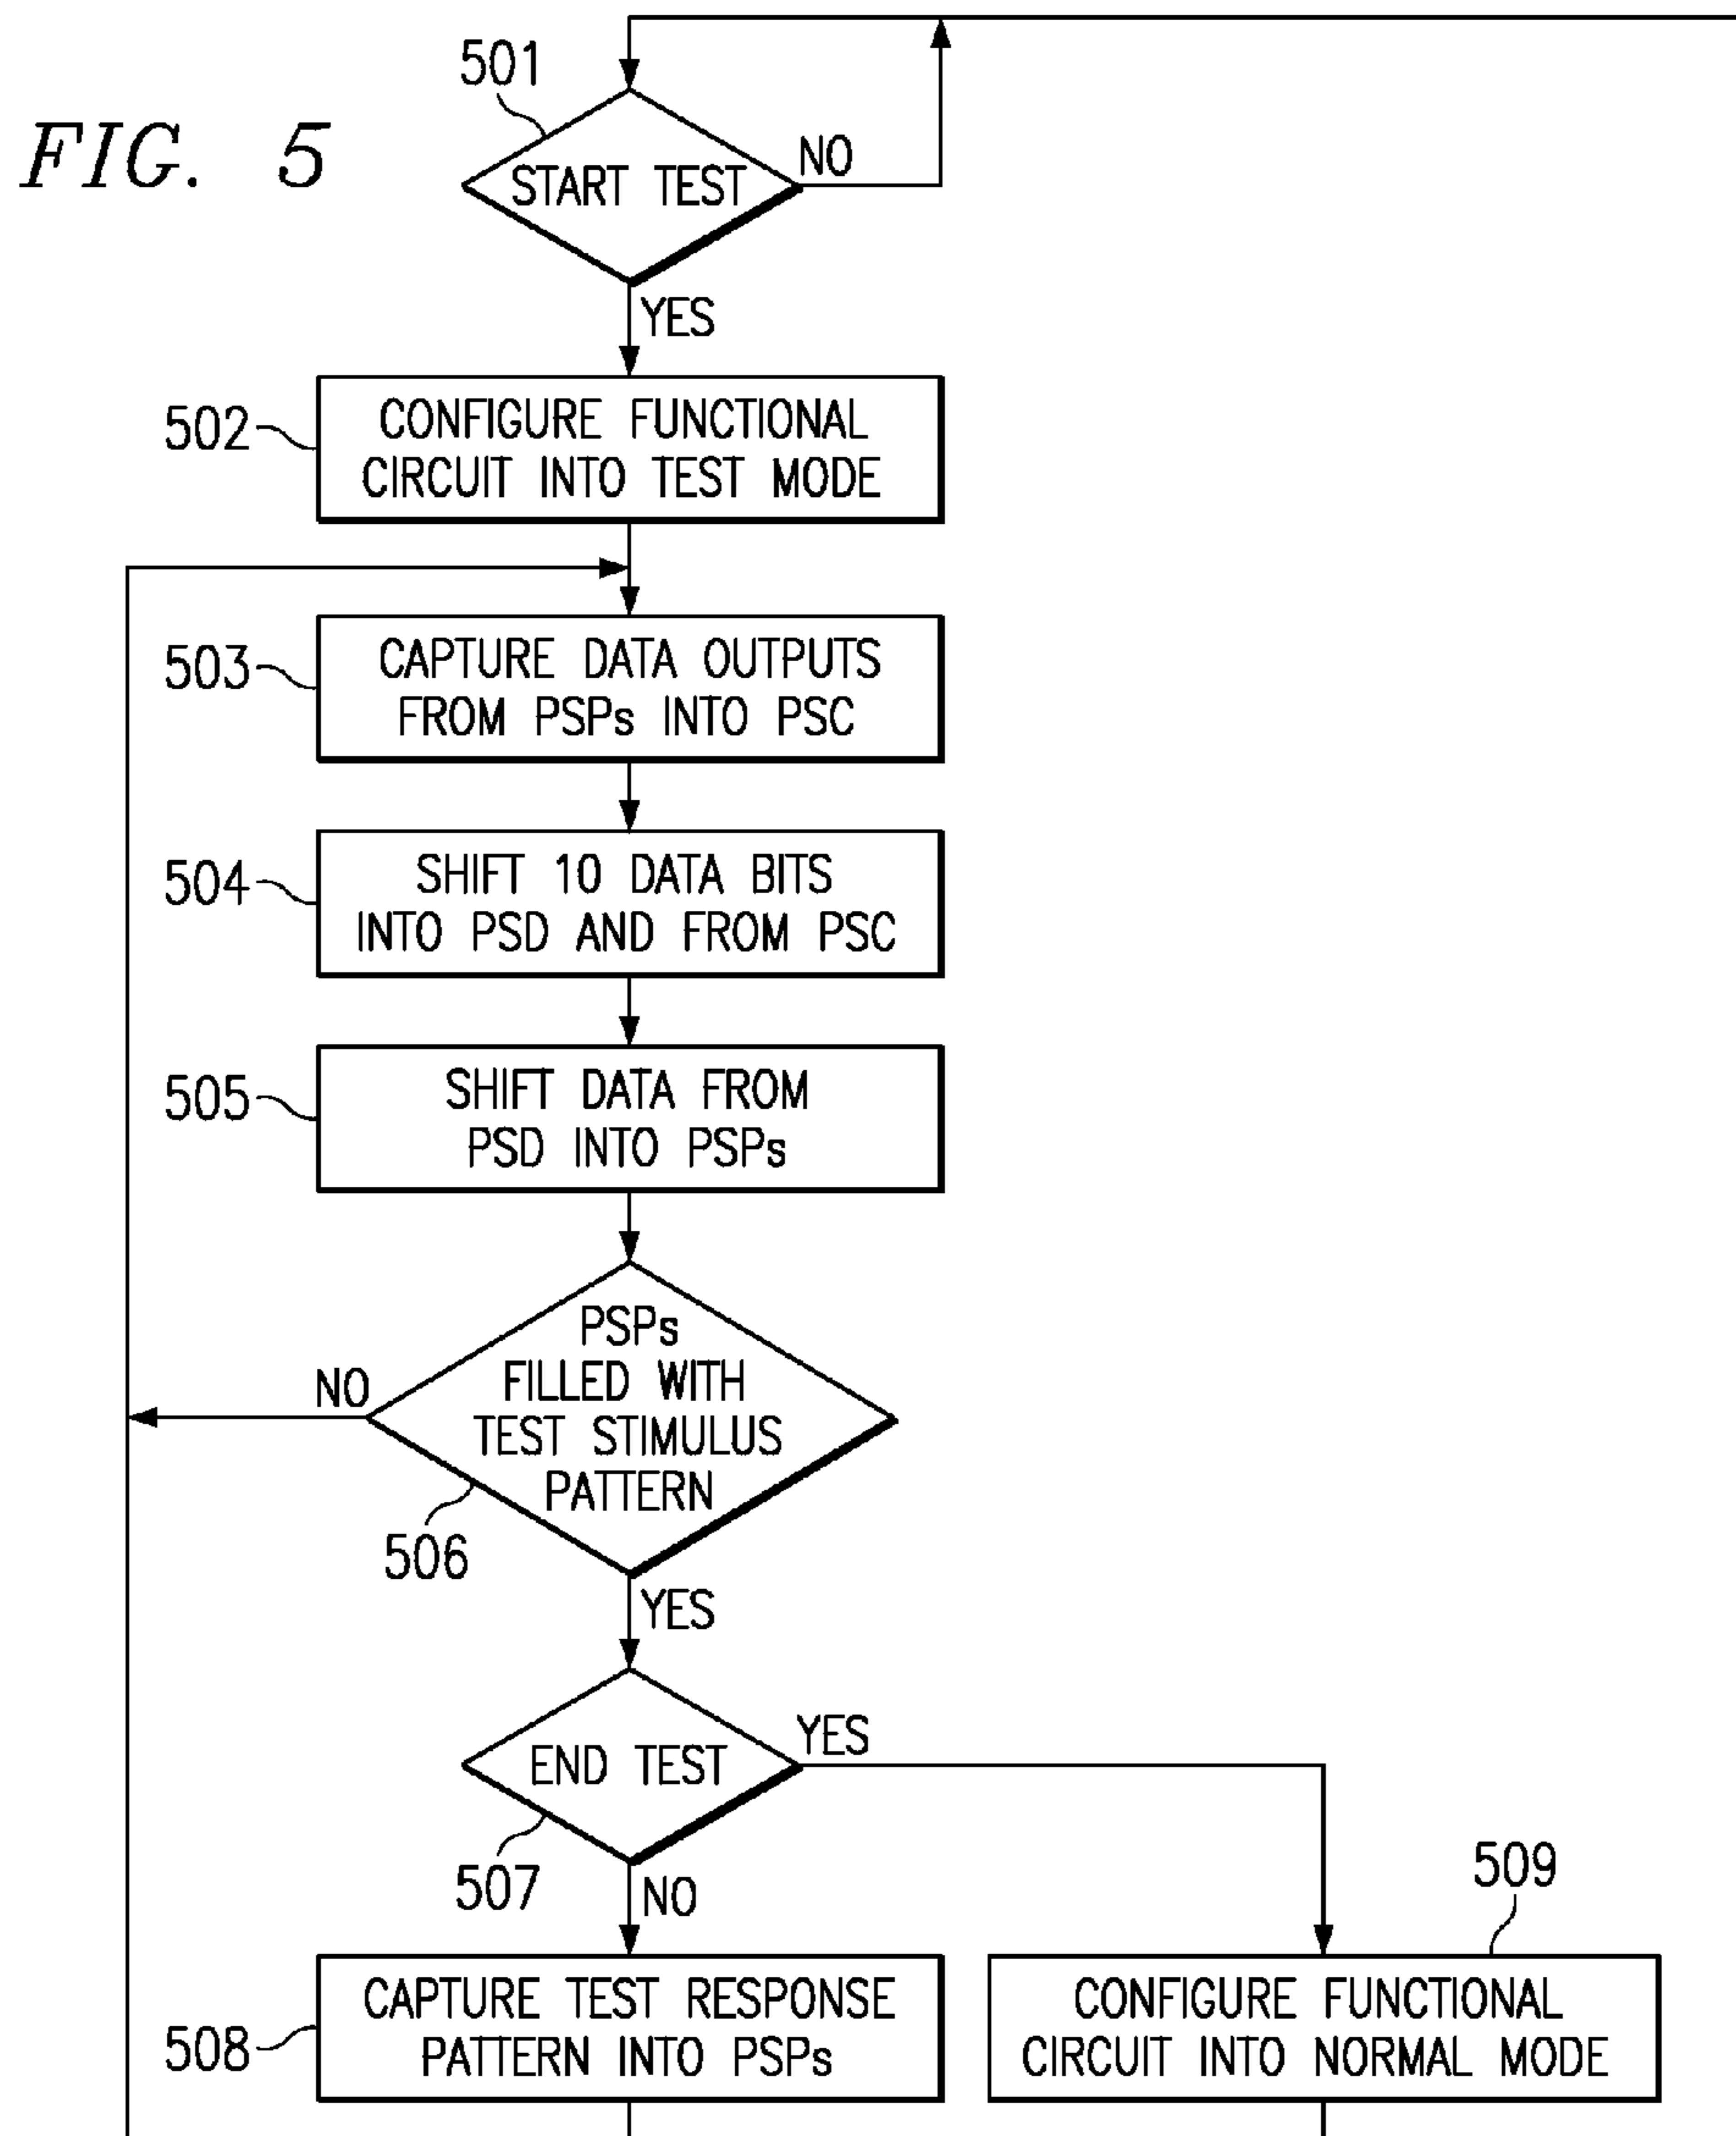 FIG. 5
501
START TEST
NO
YES
502
CONFIGURE FUNCTIONAL
CIRCUIT INTO TEST MODE
503
CAPTURE DATA OUTPUTS
FROM PSPs INTO PSC
504
SHIFT 10 DATA BITS
INTO PSD AND FROM PSC
505
SHIFT DATA FROM
PSD INTO PSPs
PSPs
FILLED WITH
TEST STIMULUS
PATTERN
NO
506
YES
END TEST
YES
507
NO
508
CAPTURE TEST RESPONSE
PATTERN INTO PSPs
509
CONFIGURE FUNCTIONAL
CIRCUIT INTO NORMAL MODE